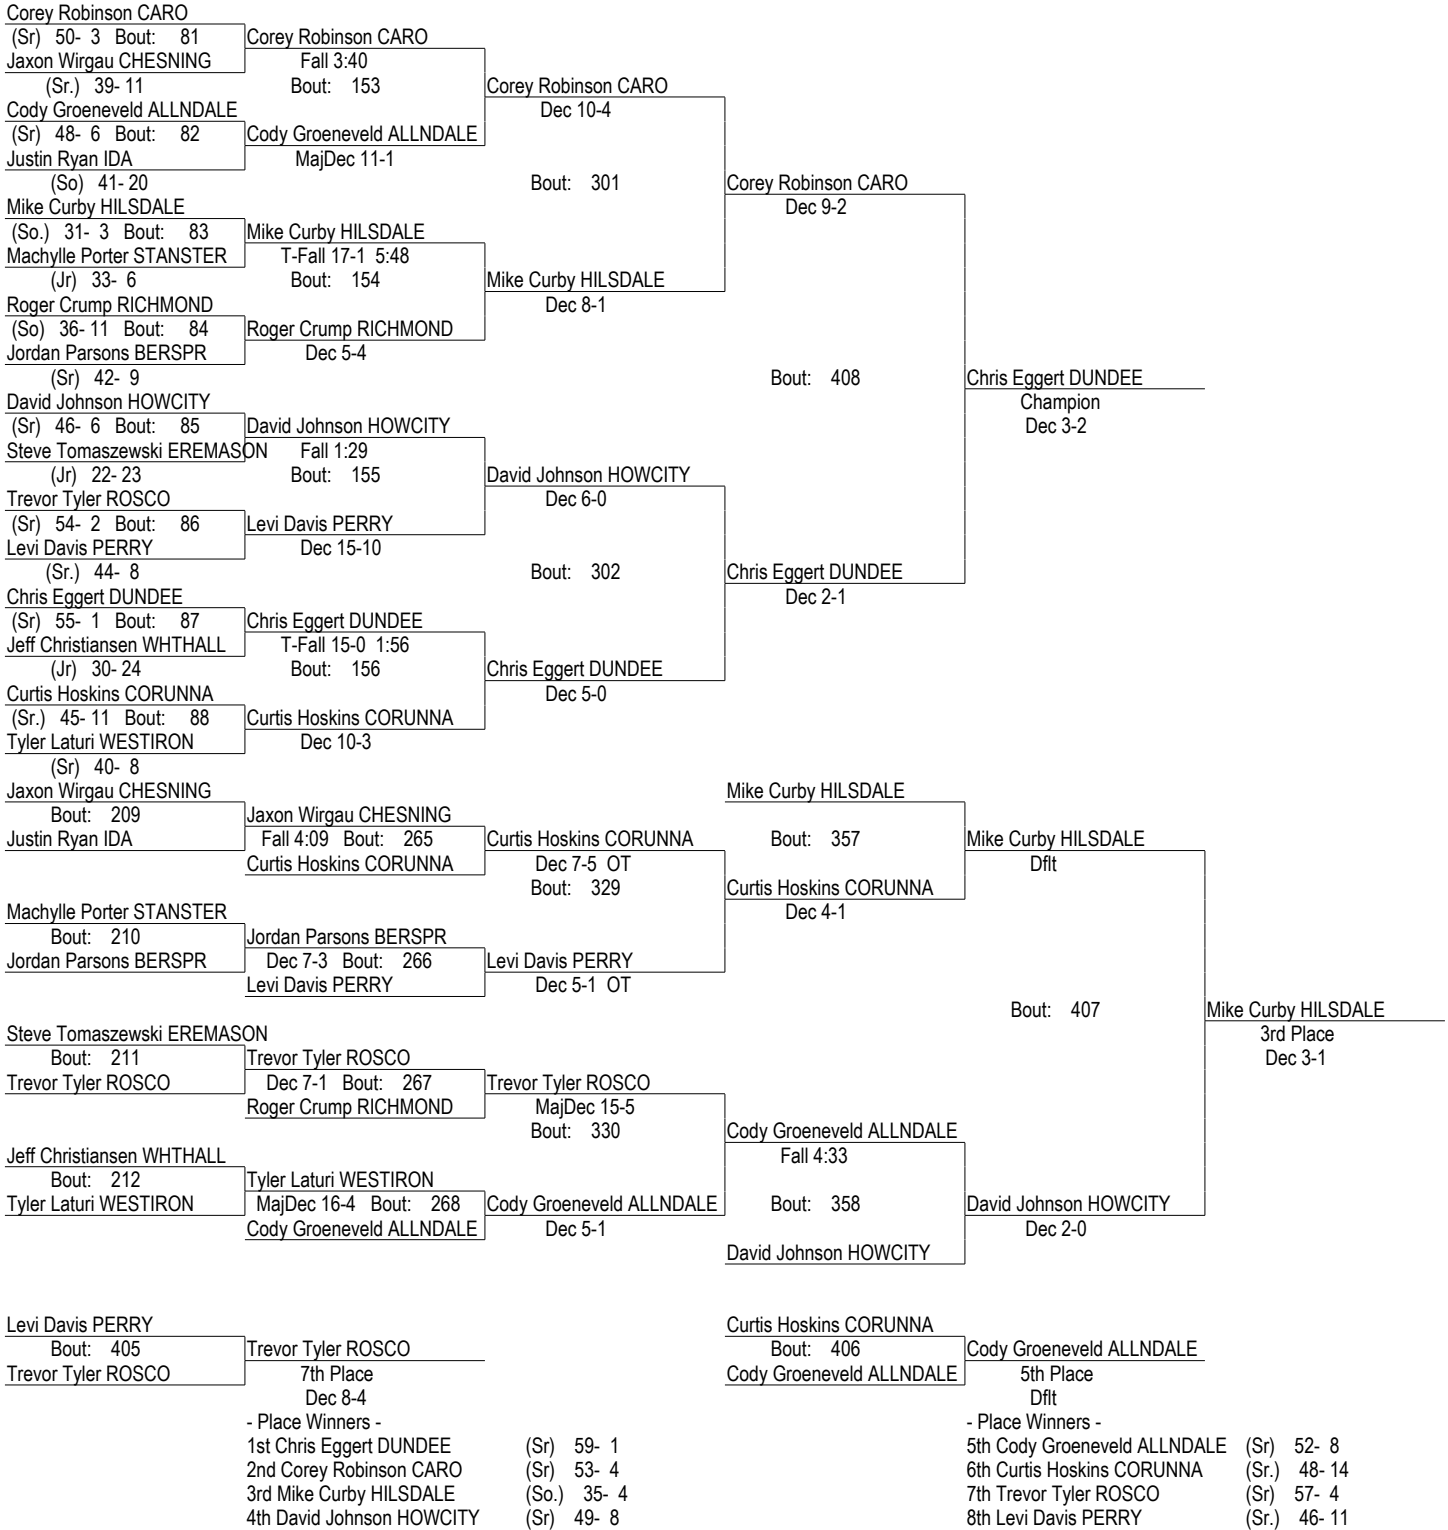 Corey Robinson CARO
(Sr) 50- 3 Bout: 81 Corey Robinson CARO
Jaxon Wirgau CHESNING Fall 3:40
(Sr.) 39- 11 Bout: 153 Corey Robinson CARO
Cody Groeneveld ALLNDALE Dec 10-4
(Sr) 48- 6 Bout: 82 Cody Groeneveld ALLNDALE
Justin Ryan IDA MajDec 11-1
(So) 41- 20 Bout: 301 Corey Robinson CARO
Mike Curby HILSDALE Dec 9-2
(So.) 31- 3 Bout: 83 Mike Curby HILSDALE
Machylle Porter STANSTER T-Fall 17-1 5:48
(Jr) 33- 6 Bout: 154 Mike Curby HILSDALE
Roger Crump RICHMOND Dec 8-1
(So) 36- 11 Bout: 84 Roger Crump RICHMOND
Jordan Parsons BERSPR Dec 5-4
(Sr) 42- 9 Bout: 408 Chris Eggert DUNDEE
David Johnson HOWCITY Champion
(Sr) 46- 6 Bout: 85 David Johnson HOWCITY Dec 3-2
Steve Tomaszewski EREMASON Fall 1:29
(Jr) 22- 23 Bout: 155 David Johnson HOWCITY
Trevor Tyler ROSCO Dec 6-0
(Sr) 54- 2 Bout: 86 Levi Davis PERRY
Levi Davis PERRY Dec 15-10
(Sr.) 44- 8 Bout: 302 Chris Eggert DUNDEE
Chris Eggert DUNDEE Dec 2-1
(Sr) 55- 1 Bout: 87 Chris Eggert DUNDEE
Jeff Christiansen WHTHALL T-Fall 15-0 1:56
(Jr) 30- 24 Bout: 156 Chris Eggert DUNDEE
Curtis Hoskins CORUNNA Dec 5-0
(Sr.) 45- 11 Bout: 88 Curtis Hoskins CORUNNA
Tyler Laturi WESTIRON Dec 10-3
(Sr) 40- 8
Jaxon Wirgau CHESNING Mike Curby HILSDALE
Bout: 209 Jaxon Wirgau CHESNING
Justin Ryan IDA Fall 4:09 Bout: 265 Curtis Hoskins CORUNNA Bout: 357 Mike Curby HILSDALE
Curtis Hoskins CORUNNA Dec 7-5 OT Dflt
Bout: 329 Curtis Hoskins CORUNNA
Machylle Porter STANSTER Dec 4-1
Bout: 210 Jordan Parsons BERSPR
Jordan Parsons BERSPR Dec 7-3 Bout: 266 Levi Davis PERRY
Levi Davis PERRY Dec 5-1 OT
Bout: 407 Mike Curby HILSDALE
Steve Tomaszewski EREMASON 3rd Place
Bout: 211 Trevor Tyler ROSCO Dec 3-1
Trevor Tyler ROSCO Dec 7-1 Bout: 267 Trevor Tyler ROSCO
Roger Crump RICHMOND MajDec 15-5
Bout: 330 Cody Groeneveld ALLNDALE
Jeff Christiansen WHTHALL Fall 4:33
Bout: 212 Tyler Laturi WESTIRON
Tyler Laturi WESTIRON MajDec 16-4 Bout: 268 Cody Groeneveld ALLNDALE Bout: 358 David Johnson HOWCITY
Cody Groeneveld ALLNDALE Dec 5-1 Dec 2-0
David Johnson HOWCITY
Levi Davis PERRY Curtis Hoskins CORUNNA
Bout: 405 Trevor Tyler ROSCO Bout: 406 Cody Groeneveld ALLNDALE
Trevor Tyler ROSCO 7th Place Cody Groeneveld ALLNDALE 5th Place
Dec 8-4 Dflt
- Place Winners - - Place Winners -
1st Chris Eggert DUNDEE (Sr) 59- 1 5th Cody Groeneveld ALLNDALE (Sr) 52- 8
2nd Corey Robinson CARO (Sr) 53- 4 6th Curtis Hoskins CORUNNA (Sr.) 48- 14
3rd Mike Curby HILSDALE (So.) 35- 4 7th Trevor Tyler ROSCO (Sr) 57- 4
4th David Johnson HOWCITY (Sr) 49- 8 8th Levi Davis PERRY (Sr.) 46- 11